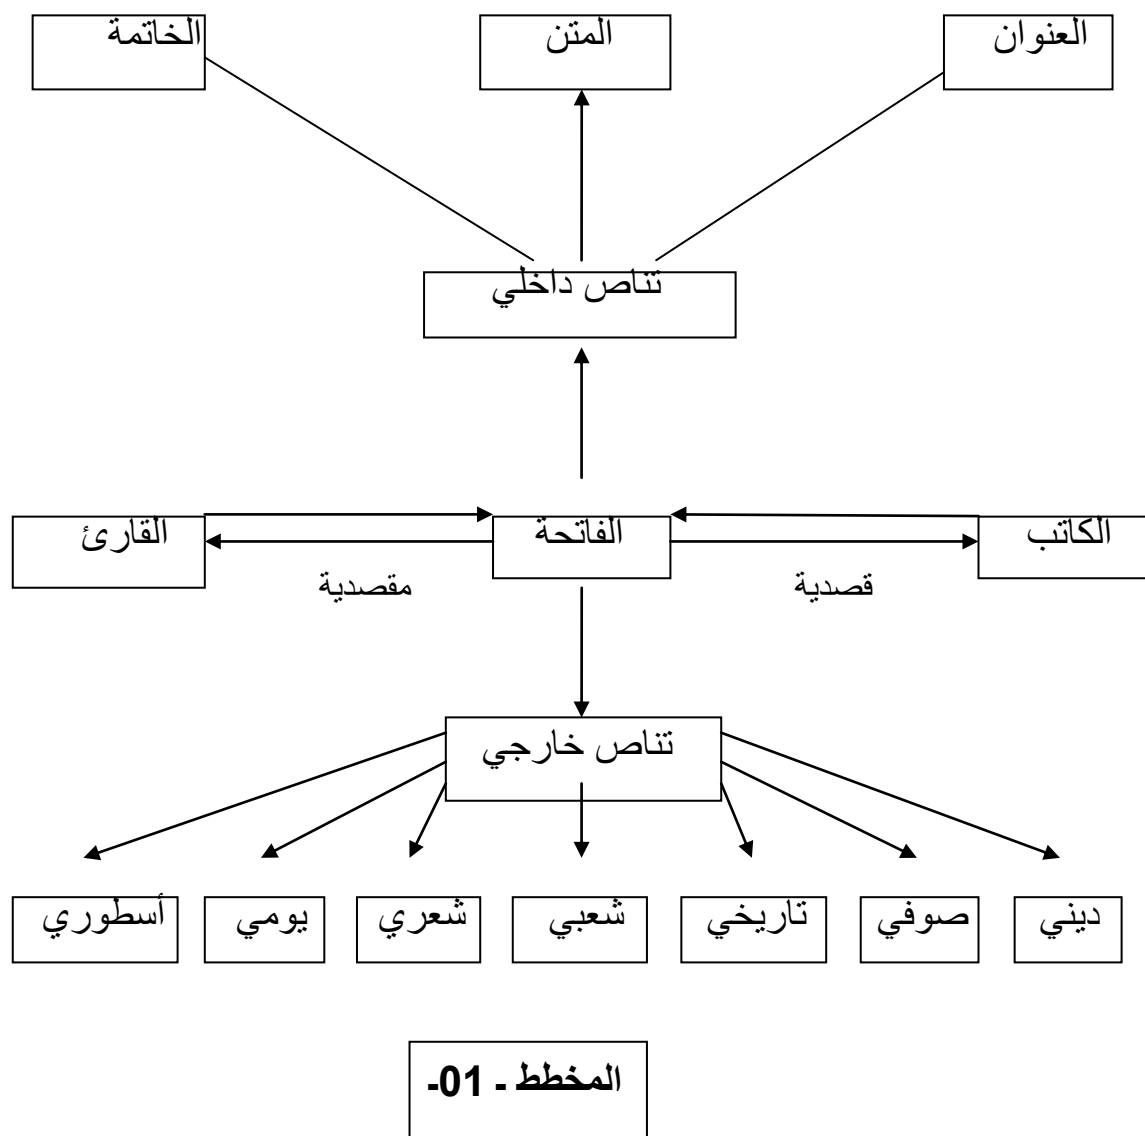 العنوان
المتن
الخاتمة
تناص داخلي
الكاتب
الفاتحة
القارئ
قصدية
مقصدية
تناص خارجي
ديني
صوفي
تاريخي
شعبي
شعري
يومي
أسطوري
المخطط - 01-